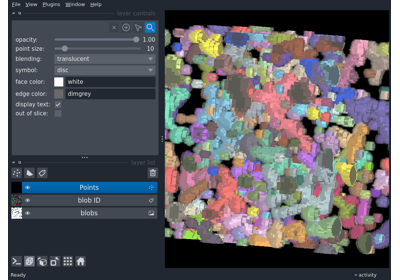 File View Plugins Window Help
layer controls
opacity: 1.00
point size: 10
blending: translucent
symbol: disc
face color: white
edge color: dimgrey
display text:
out of slice:
layer list
Points
blob ID
blobs
Ready
activity